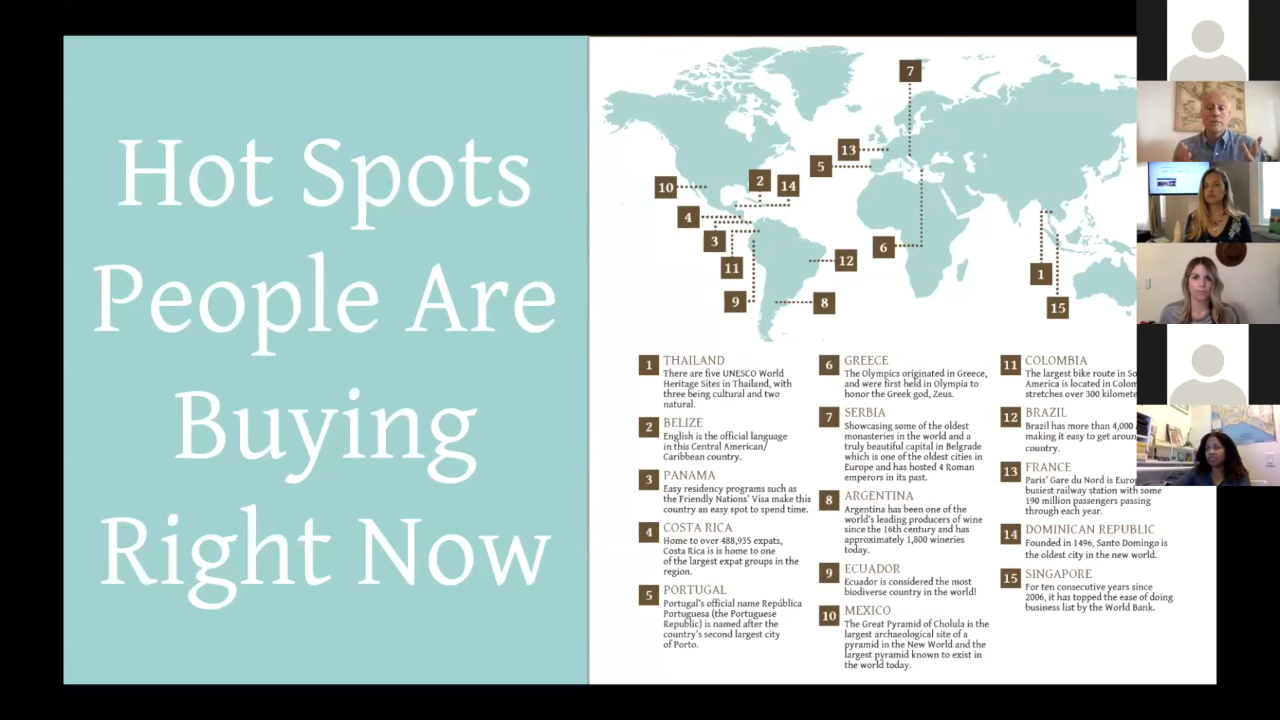 Hot Spots
People Are
Buying
Right Now
7
13
5
2
14
10
4
3
11
9
6
12
8
1
15
1 THAILAND
There are five UNESCO World
Heritage Sites in Thailand, with
three being cultural and two
natural.
2 BELIZE
English is the official language
in this Central American/
Caribbean country.
3 PANAMA
Easy residency programs such as
the Friendly Nations' Visa make this
country an easy spot to spend time.
4 COSTA RICA
Home to over 488,935 expats,
Costa Rica is is home to one
of the largest expat groups in the
region.
5 PORTUGAL
Portugal's official name República
Portuguesa (the Portuguese
Republic) is named after the
country's second largest city
of Porto.
6 GREECE
The Olympics originated in Greece,
and were first held in Olympia to
honor the Greek god, Zeus.
7 SERBIA
Showcasing some of the oldest
monasteries in the world and a
truly beautiful capital in Belgrade
which is one of the oldest cities in
Europe and has hosted 4 Roman
emperors in its past.
8 ARGENTINA
Argentina has been one of the
world's leading producers of wine
since the 16th century and has
approximately 1,800 wineries
today.
9 ECUADOR
Ecuador is considered the most
biodiverse country in the world!
10 MEXICO
The Great Pyramid of Cholula is the
largest archaeological site of a
pyramid in the New World and the
largest pyramid known to exist in
the world today.
11 COLOMBIA
The largest bike route in
America is located in
stretches over 300
12 BRAZIL
Brazil has more than 4,000
making it easy to get
country.
13 FRANCE
Paris' Gare du Nord is
busiest railway station with some
190 million passengers passing
through each year.
14 DOMINICAN REPUBLIC
Founded in 1496, Santo Domingo is
the oldest city in the new world.
15 SINGAPORE
For ten consecutive years since
2006, it has topped the ease of doing
business list by the World Bank.